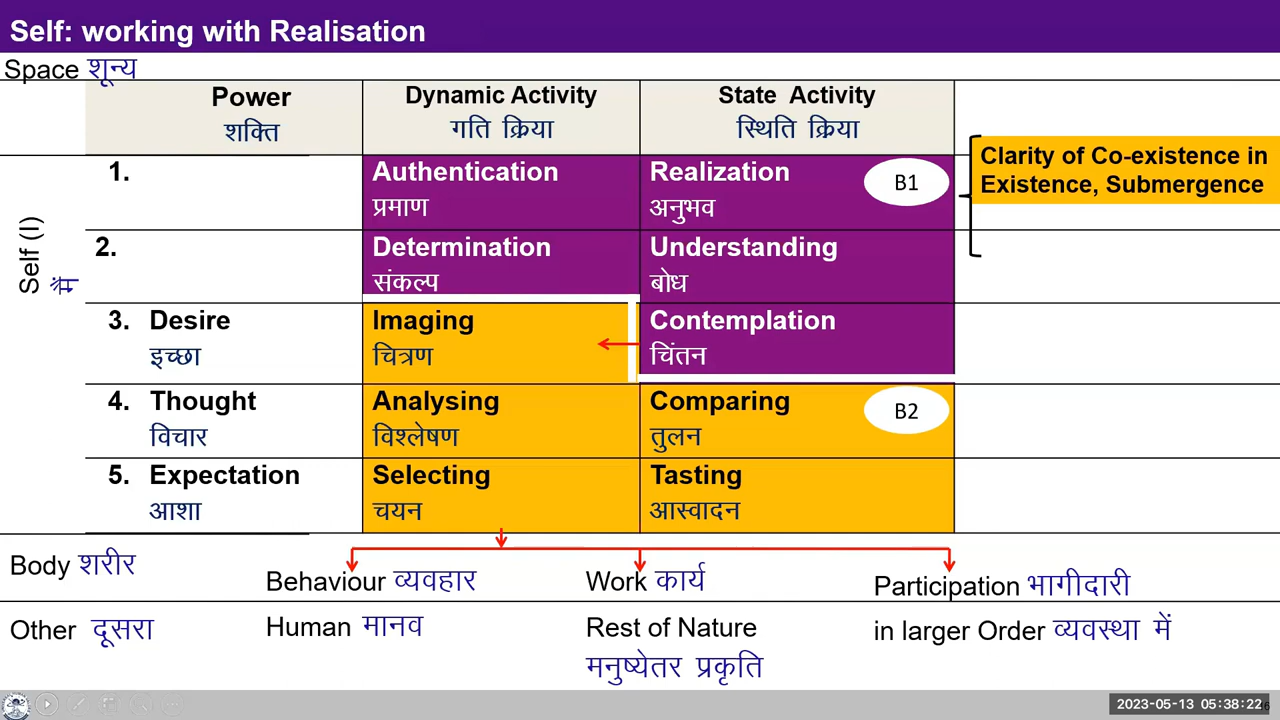 Self: working with Realisation
Space शून्य
Power
शक्ति
Dynamic Activity
गति क्रिया
State Activity
स्थिति क्रिया
Self (I)
मैं
1.
Authentication
प्रमाण
Realization
अनुभव
B1
Clarity of Co-existence in
Existence, Submergence
2.
Determination
संकल्प
Understanding
बोध
3. Desire
इच्छा
Imaging
चित्रण
Contemplation
चिंतन
4. Thought
विचार
Analysing
विश्लेषण
Comparing
तुलन
B2
5. Expectation
आशा
Selecting
चयन
Tasting
आस्वादन
Body शरीर
Behaviour व्यवहार
Work कार्य
Participation भागीदारी
Other दूसरा
Human मानव
Rest of Nature
मनुष्येतर प्रकृति
in larger Order व्यवस्था में
2023-05-13 05:38:22